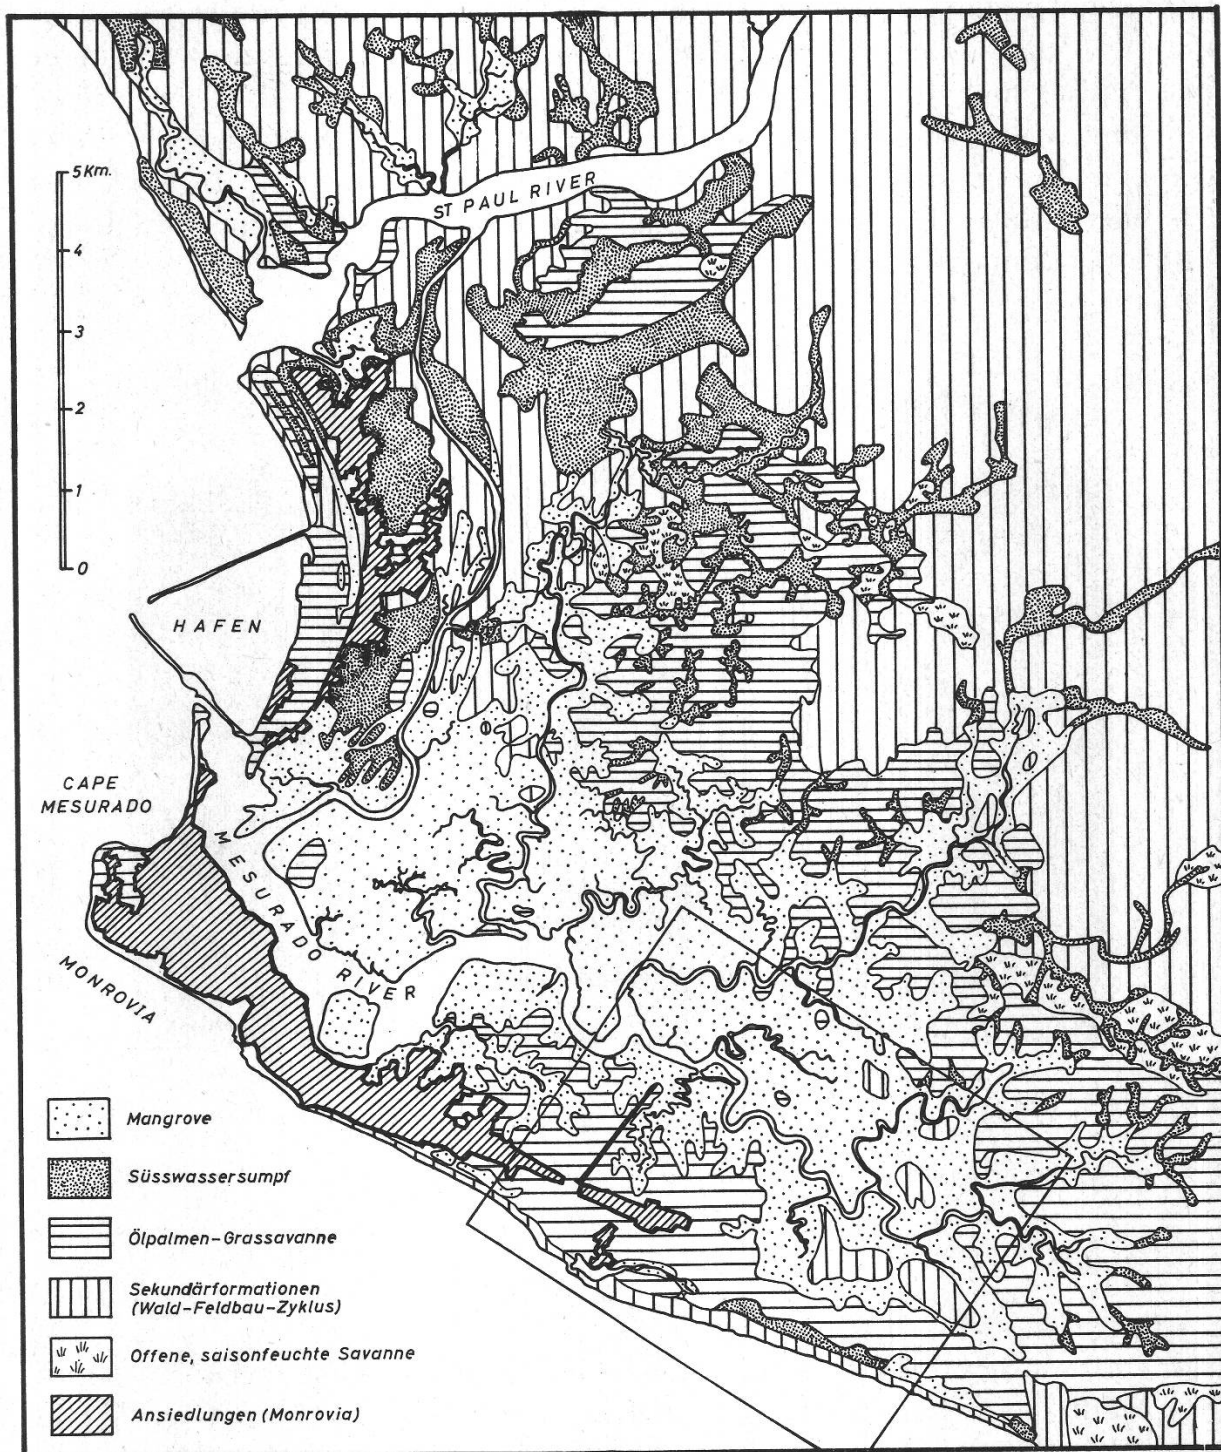 5 Km.
4
3
2
1
0
ST PAUL RIVER
HAFEN
CAPE
MESURADO
MESURADO RIVER
MONROVIA
Mangrove
Süsswassersumpf
Ölpalmen-Grassavanne
Sekundärformationen
(Wald-Feldbau-Zyklus)
Offene, saisonfeuchte Savanne
Ansiedlungen (Monrovia)